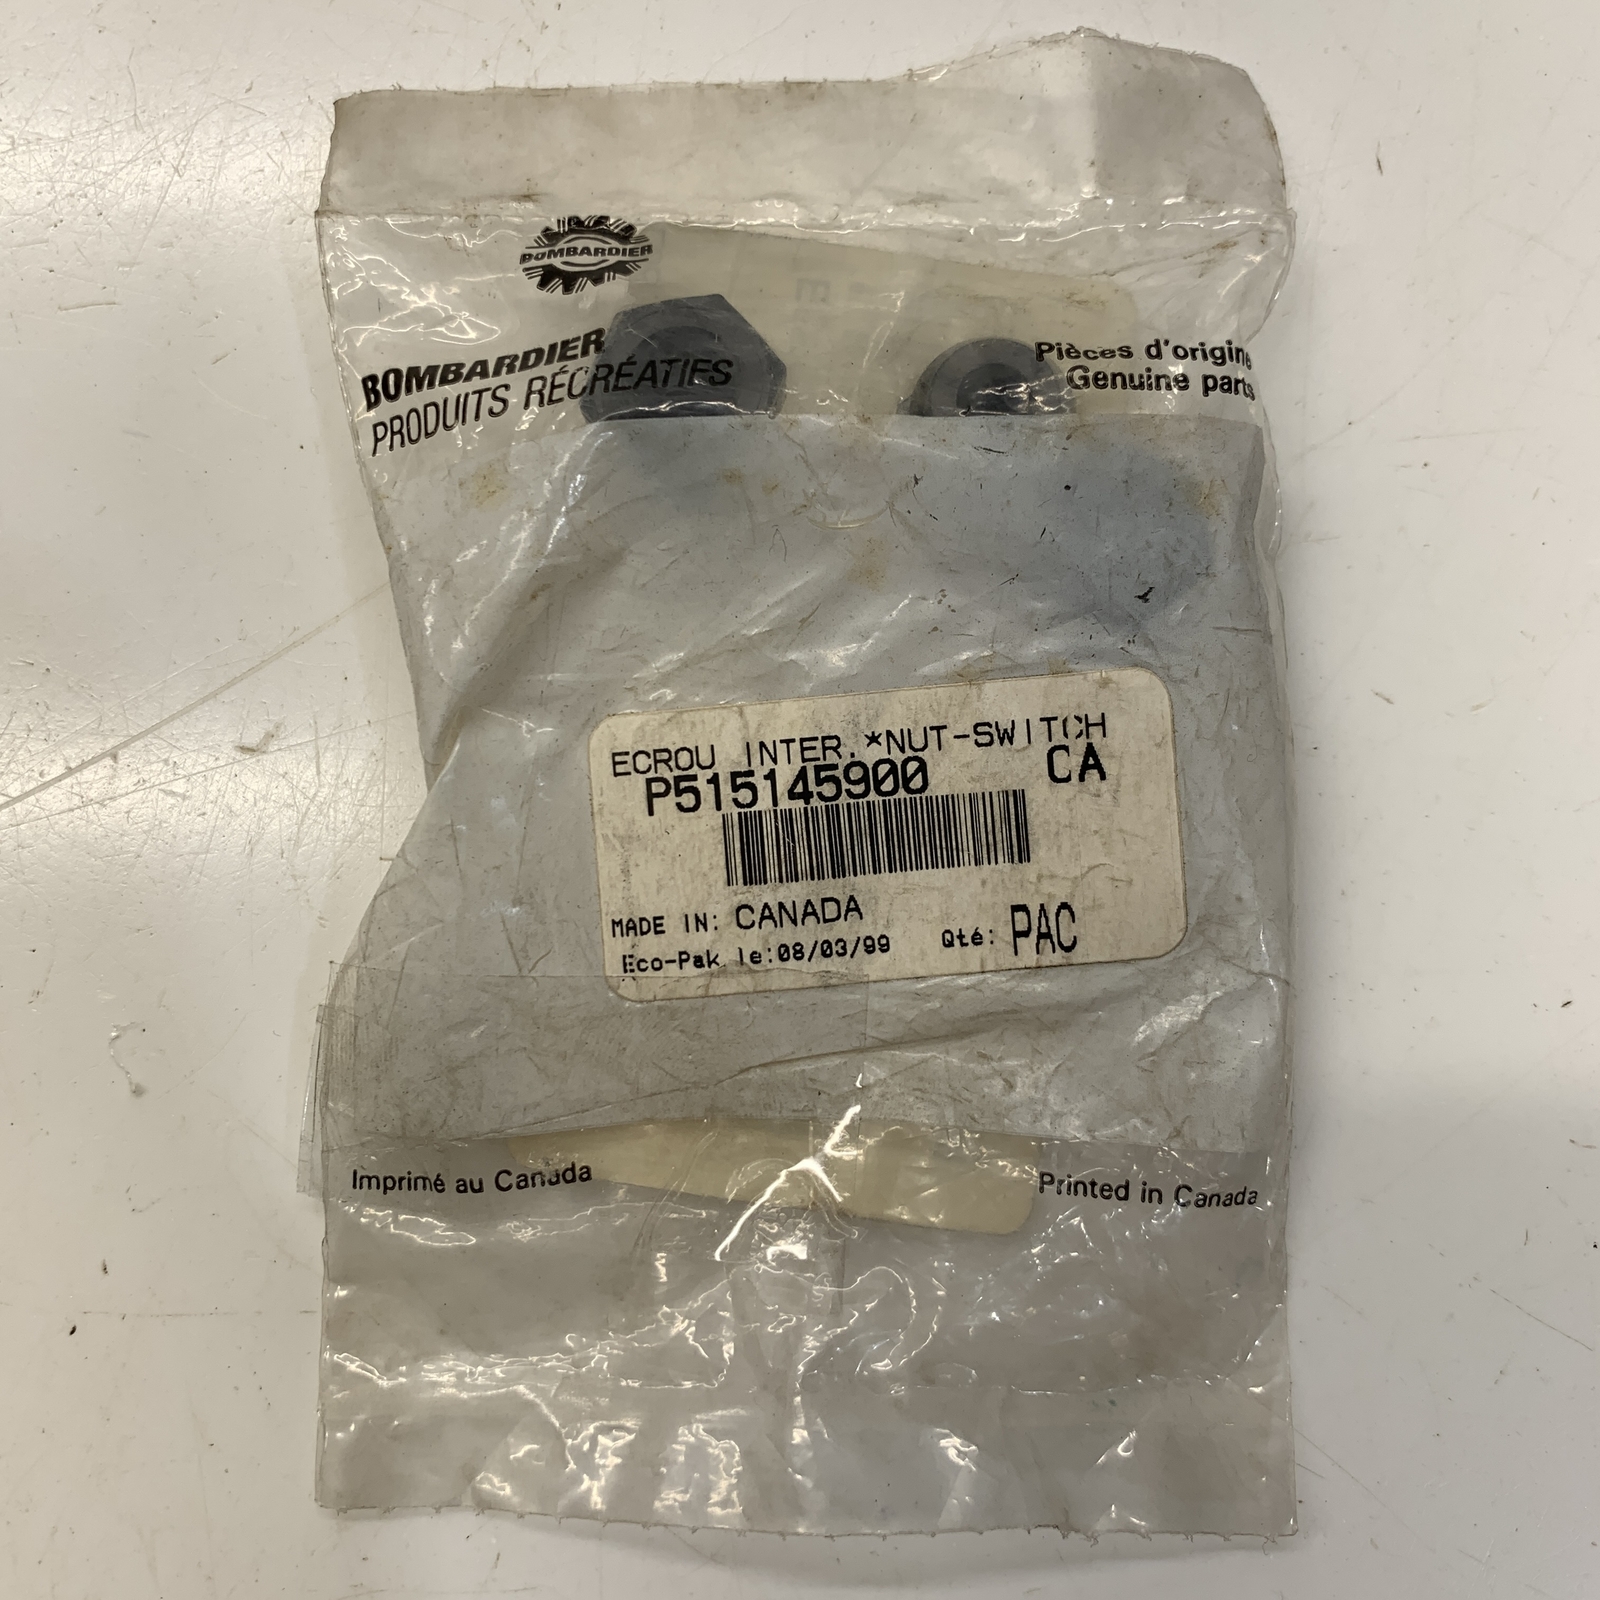 BOMBARDIER
BOMBARDIER
PRODUITS RÉCRÉATIFS
Pièces d'origine
Genuine parts
ECROU INTER.*NUT-SWITCH
P515145900 CA
MADE IN: CANADA
Eco-Pak le:08/03/99 Qté: PAC
Imprimé au Canada
Printed in Canada